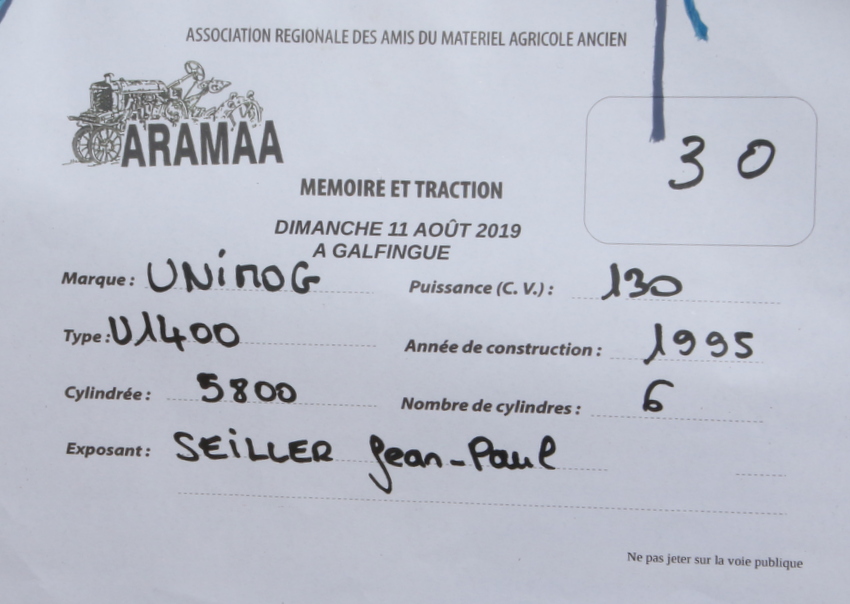 ASSOCIATION REGIONALE DES AMIS DU MATERIEL AGRICOLE ANCIEN
ARAMAA
30
MEMOIRE ET TRACTION
DIMANCHE 11 AOÛT 2019
A GALFINGUE
Marque : UNiMOG Puissance (C. V.) : 130
Type : U1400 Année de construction : 1995
Cylindrée : 5800 Nombre de cylindres : 6
Exposant : SEiLLER Jean-Paul
Ne pas jeter sur la voie publique